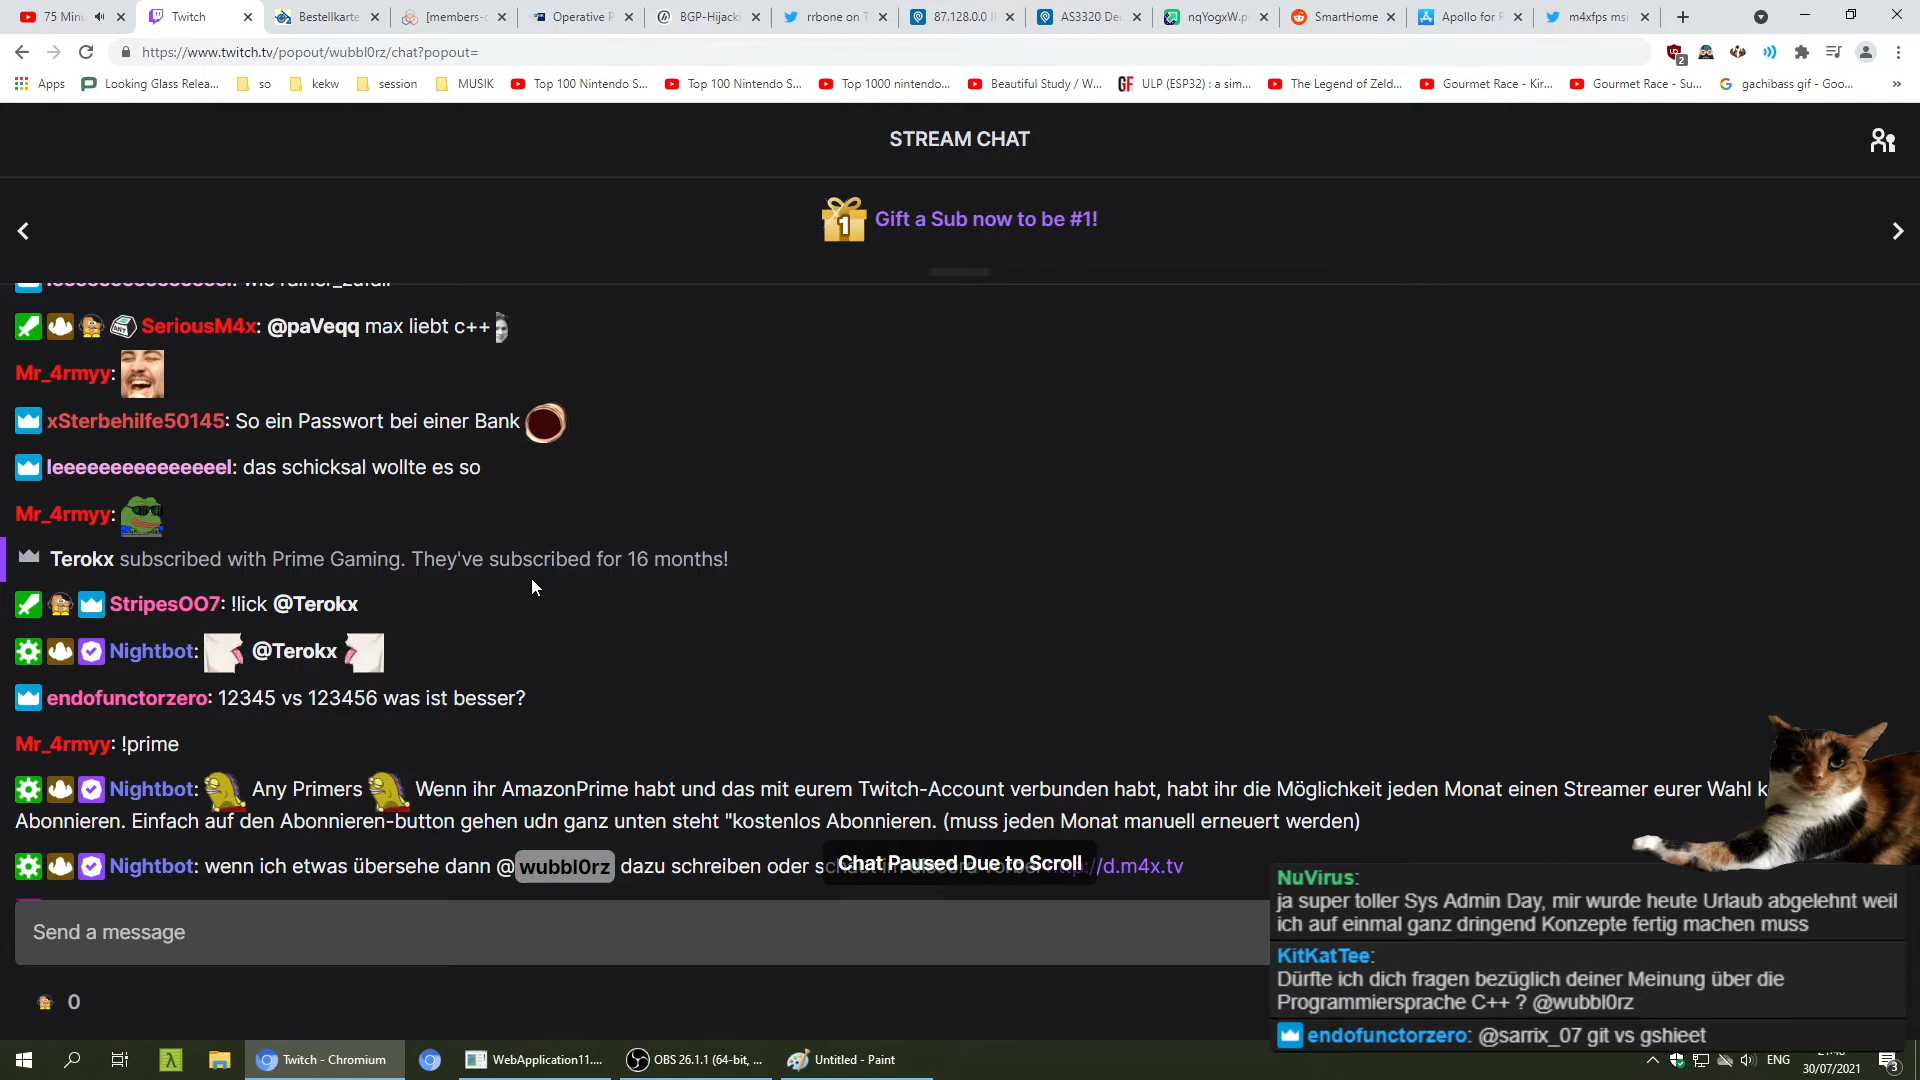 75 Minu
Twitch
Bestellkarte
[members-c
Operative P
BGP-Hijack
rrbone on T
87.128.0.0
AS3320 Deu
nqYogxW.p
SmartHome
Apollo for R
m4xfps msi
https://www.twitch.tv/popout/wubbl0rz/chat?popout=
2
Apps
Looking Glass Relea...
so
kekw
session
MUSIK
Top 100 Nintendo S...
Top 100 Nintendo S...
Top 1000 nintendo...
Beautiful Study / W...
GF
ULP (ESP32) : a sim...
The Legend of Zeld...
Gourmet Race - Kir...
Gourmet Race - Su...
gachibass gif - Goo...
STREAM CHAT
1
Gift a Sub now to be #1!
SeriousM4x: @paVeqq max liebt c++
Mr_4rmyy:
xSterbehilfe50145: So ein Passwort bei einer Bank
leeeeeeeeeeeeeeel: das schicksal wollte es so
Mr_4rmyy:
Terokx subscribed with Prime Gaming. They've subscribed for 16 months!
StripesOO7: !lick @Terokx
Nightbot: @Terokx
endofunctorzero: 12345 vs 123456 was ist besser?
Mr_4rmyy: !prime
Nightbot: Any Primers Wenn ihr AmazonPrime habt und das mit eurem Twitch-Account verbunden habt, habt ihr die Möglichkeit jeden Monat einen Streamer eurer Wahl k
Abonnieren. Einfach auf den Abonnieren-button gehen udn ganz unten steht "kostenlos Abonnieren. (muss jeden Monat manuell erneuert werden)
Nightbot: wenn ich etwas übersehe dann @wubbl0rz dazu schreiben oder /d.m4x.tv
Chat Paused Due to Scroll
Send a message
0
NuVirus:
ja super toller Sys Admin Day, mir wurde heute Urlaub abgelehnt weil
ich auf einmal ganz dringend Konzepte fertig machen muss
KitKatTee:
Dürfte ich dich fragen bezüglich deiner Meinung über die
Programmiersprache C++ ? @wubbl0rz
endofunctorzero: @sarrix_07 git vs gshieet
Twitch - Chromium
WebApplication11....
OBS 26.1.1 (64-bit, ...
Untitled - Paint
ENG
30/07/2021
3